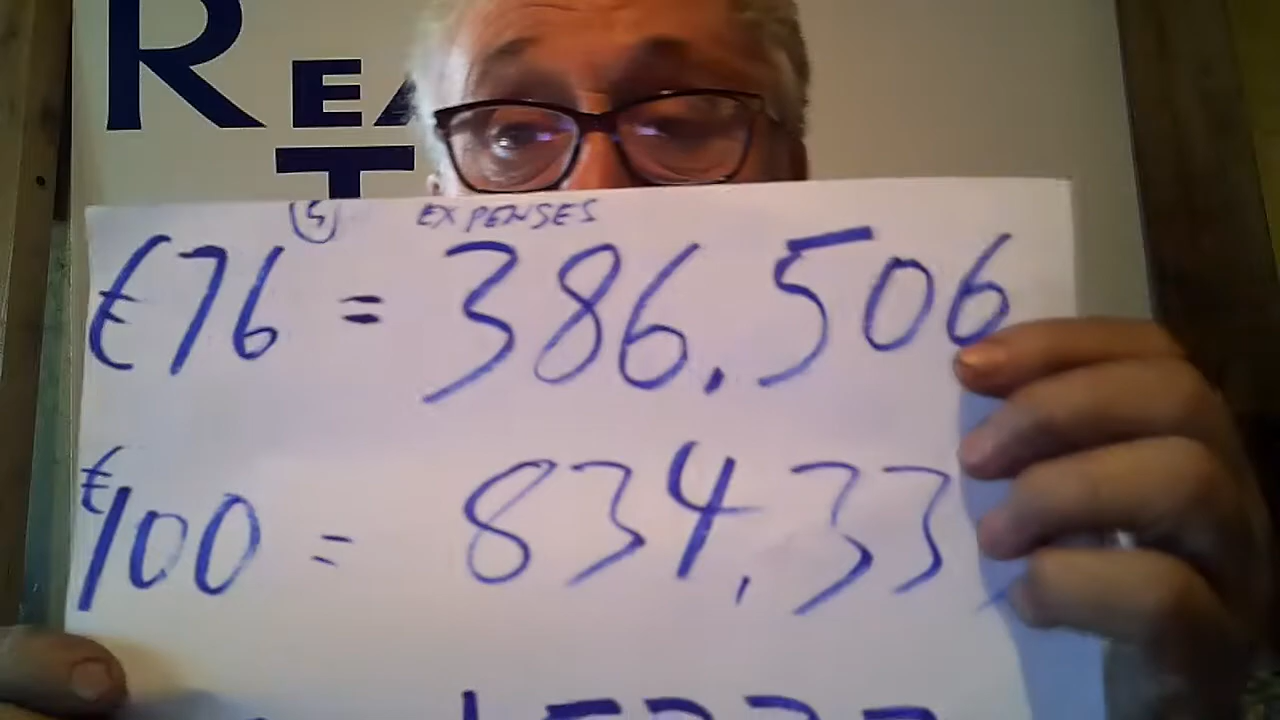 REA
T
5 EXPENSES
€76 = 386.506
€100 = 834,33